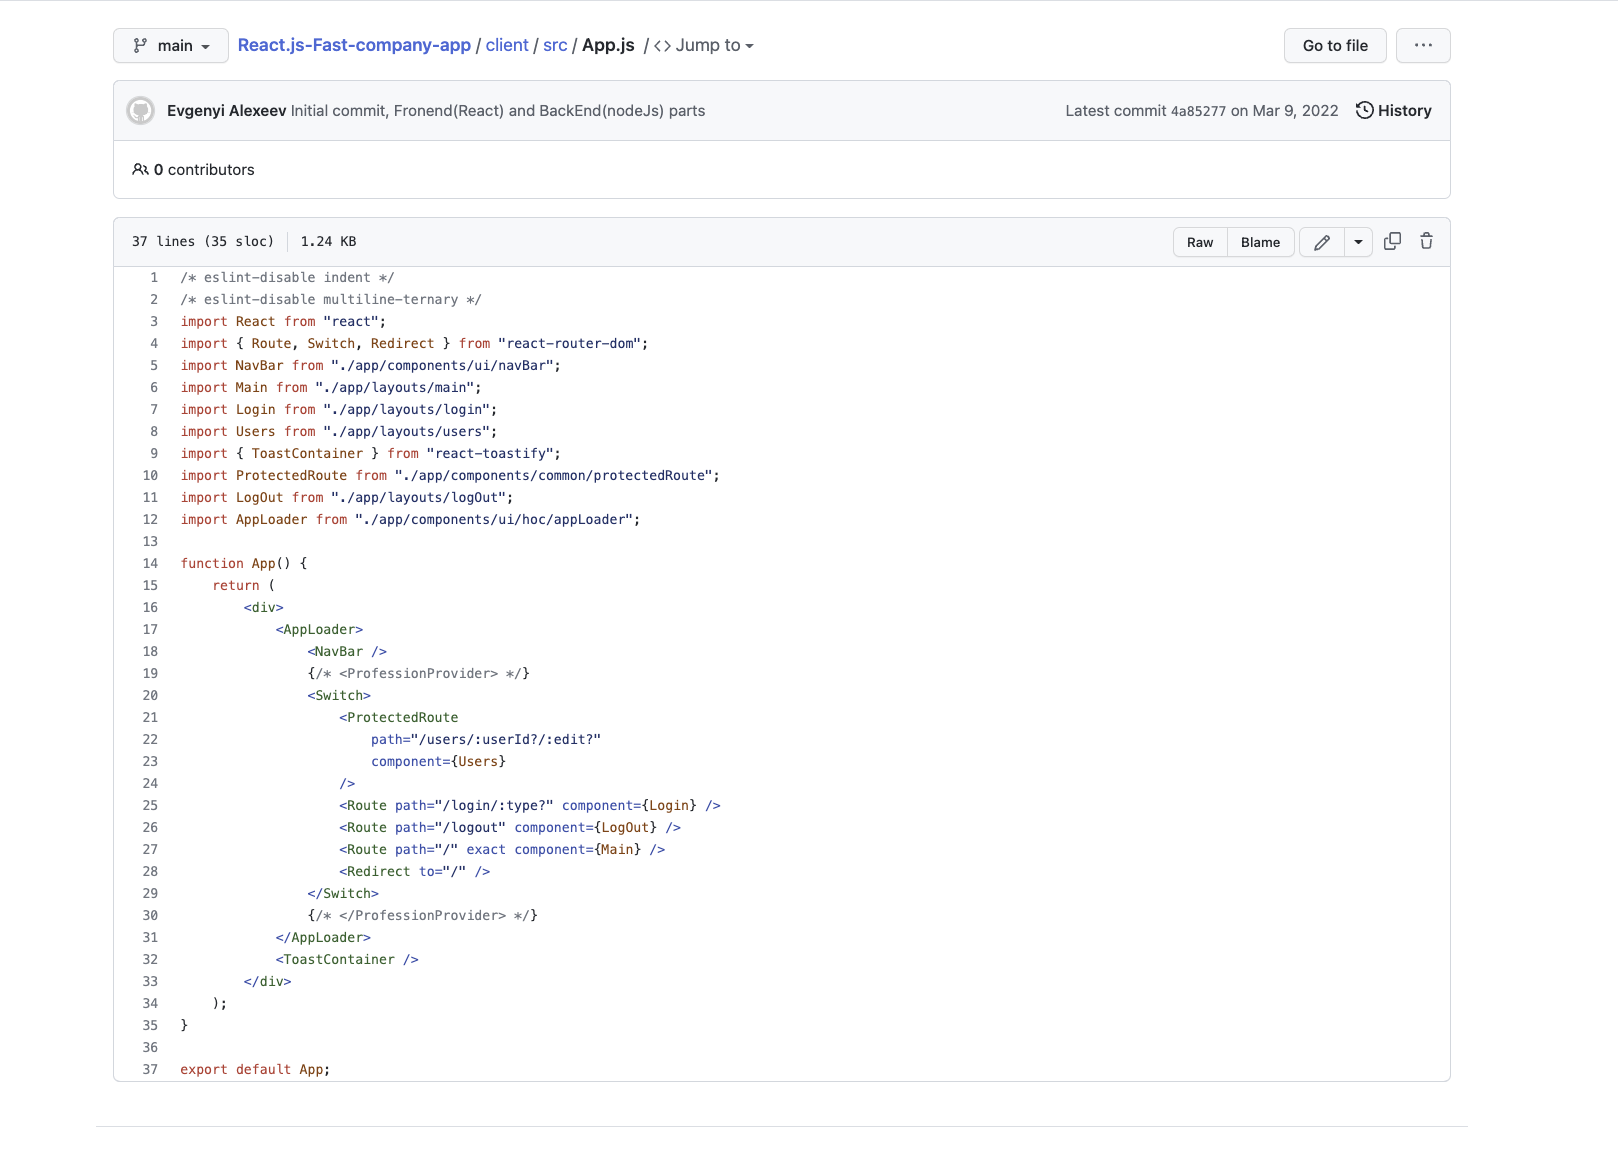 main React.js-Fast-company-app / client / src / App.js / <> Jump to Go to file ...
Evgenyi Alexeev Initial commit, Fronend(React) and BackEnd(nodeJs) parts Latest commit 4a85277 on Mar 9, 2022 History
0 contributors
37 lines (35 sloc) 1.24 KB Raw Blame
1 /* eslint-disable indent */
2 /* eslint-disable multiline-ternary */
3 import React from "react";
4 import { Route, Switch, Redirect } from "react-router-dom";
5 import NavBar from "./app/components/ui/navBar";
6 import Main from "./app/layouts/main";
7 import Login from "./app/layouts/login";
8 import Users from "./app/layouts/users";
9 import { ToastContainer } from "react-toastify";
10 import ProtectedRoute from "./app/components/common/protectedRoute";
11 import LogOut from "./app/layouts/logOut";
12 import AppLoader from "./app/components/ui/hoc/appLoader";
13
14 function App() {
15     return (
16         <div>
17             <AppLoader>
18                 <NavBar />
19                 {/* <ProfessionProvider> */}
20                 <Switch>
21                     <ProtectedRoute
22                         path="/users/:userId?/:edit?"
23                         component={Users}
24                     />
25                     <Route path="/login/:type?" component={Login} />
26                     <Route path="/logout" component={LogOut} />
27                     <Route path="/" exact component={Main} />
28                     <Redirect to="/" />
29                 </Switch>
30                 {/* </ProfessionProvider> */}
31             </AppLoader>
32             <ToastContainer />
33         </div>
34     );
35 }
36
37 export default App;